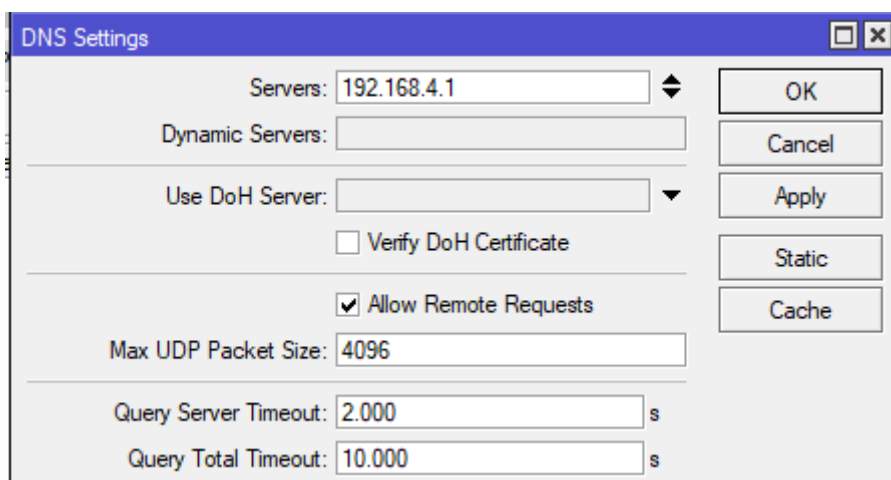 DNS Settings
Servers: 192.168.4.1
OK
Dynamic Servers:
Cancel
Use DoH Server:
Apply
Verify DoH Certificate
Static
Allow Remote Requests
Cache
Max UDP Packet Size: 4096
Query Server Timeout: 2.000 s
Query Total Timeout: 10.000 s